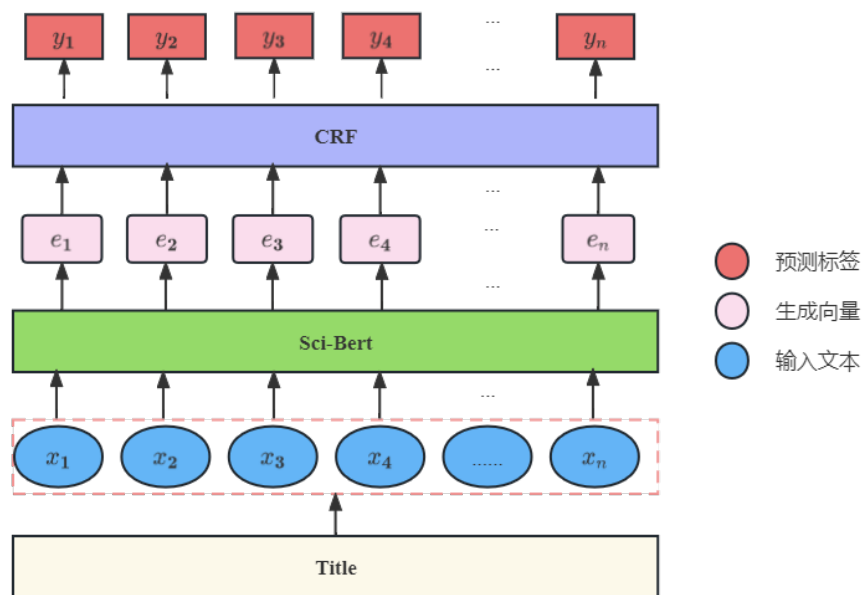 y₁ y₂ y₃ y₄ ... yₙ
...
CRF
...
e₁ e₂ e₃ e₄ ... eₙ
...
Sci-Bert
...
x₁ x₂ x₃ x₄ ...... xₙ
Title
预测标签
生成向量
输入文本